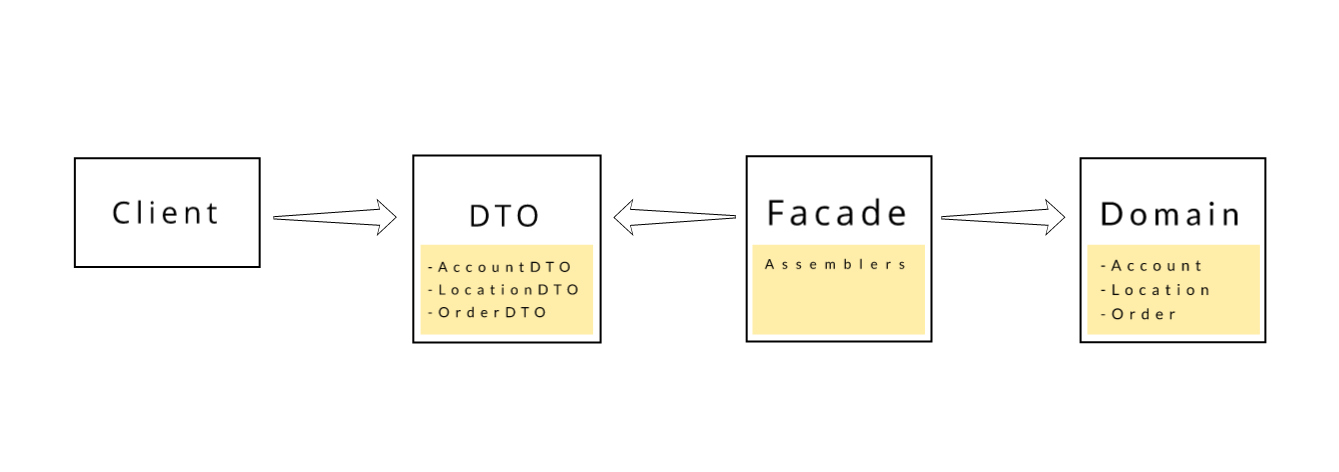 Client
DTO
-AccountDTO
-LocationDTO
-OrderDTO
Facade
Assemblers
Domain
-Account
-Location
-Order